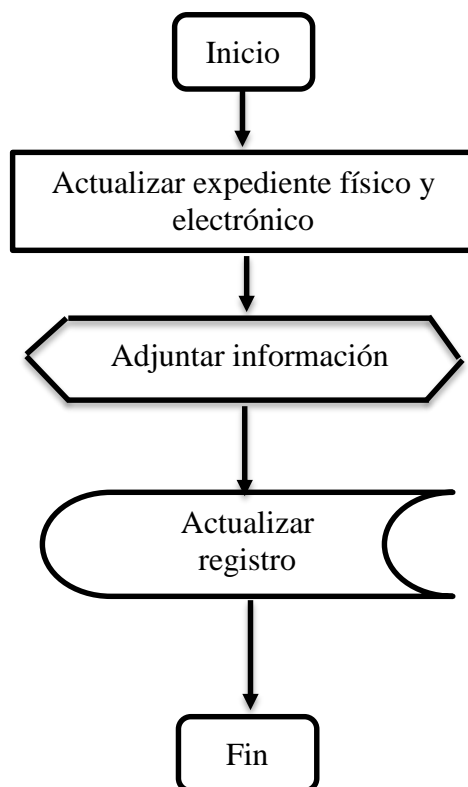 Inicio
Actualizar expediente físico y
electrónico
Adjuntar información
Actualizar
registro
Fin